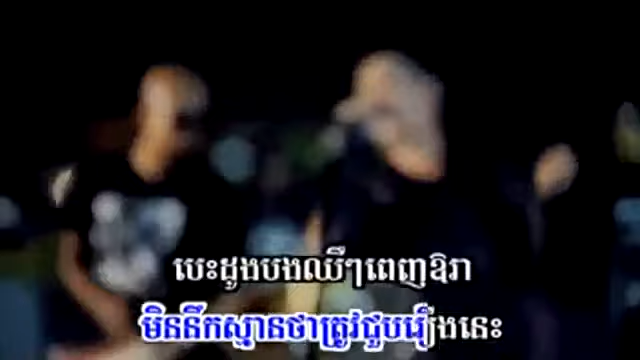 បេះដូងបងឈឺៗពេញឱរា
មិននឹកស្មានថាត្រូវជួបរឿងនេះ